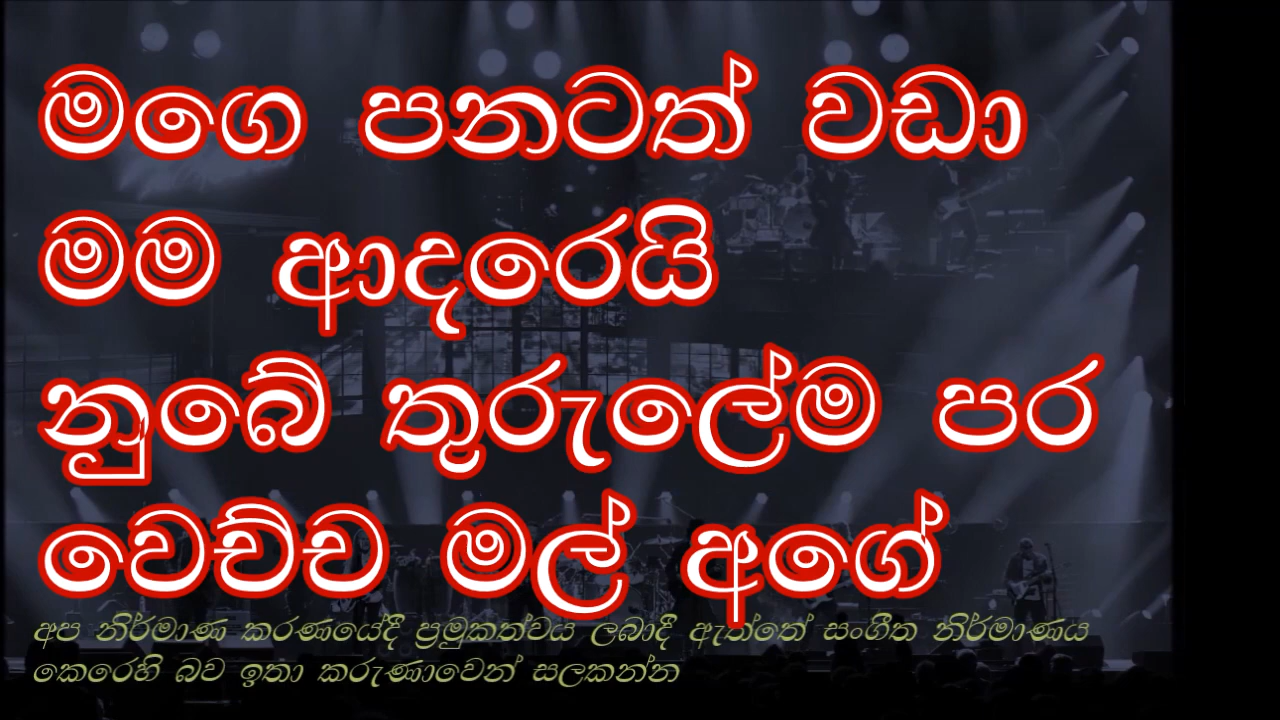 මගෙ පනටත් වඩා
මම ආදරෙයි
නුබේ තුරුලේම පර
වෙච්ච මල් අගේ
අප නිර්මාණ කරණයේදී ප්‍රමුකත්වය ලබාදී ඇත්තේ සංගීත නිර්මාණය
කෙරෙහි බව ඉතා කරුණාවෙන් සලකන්න